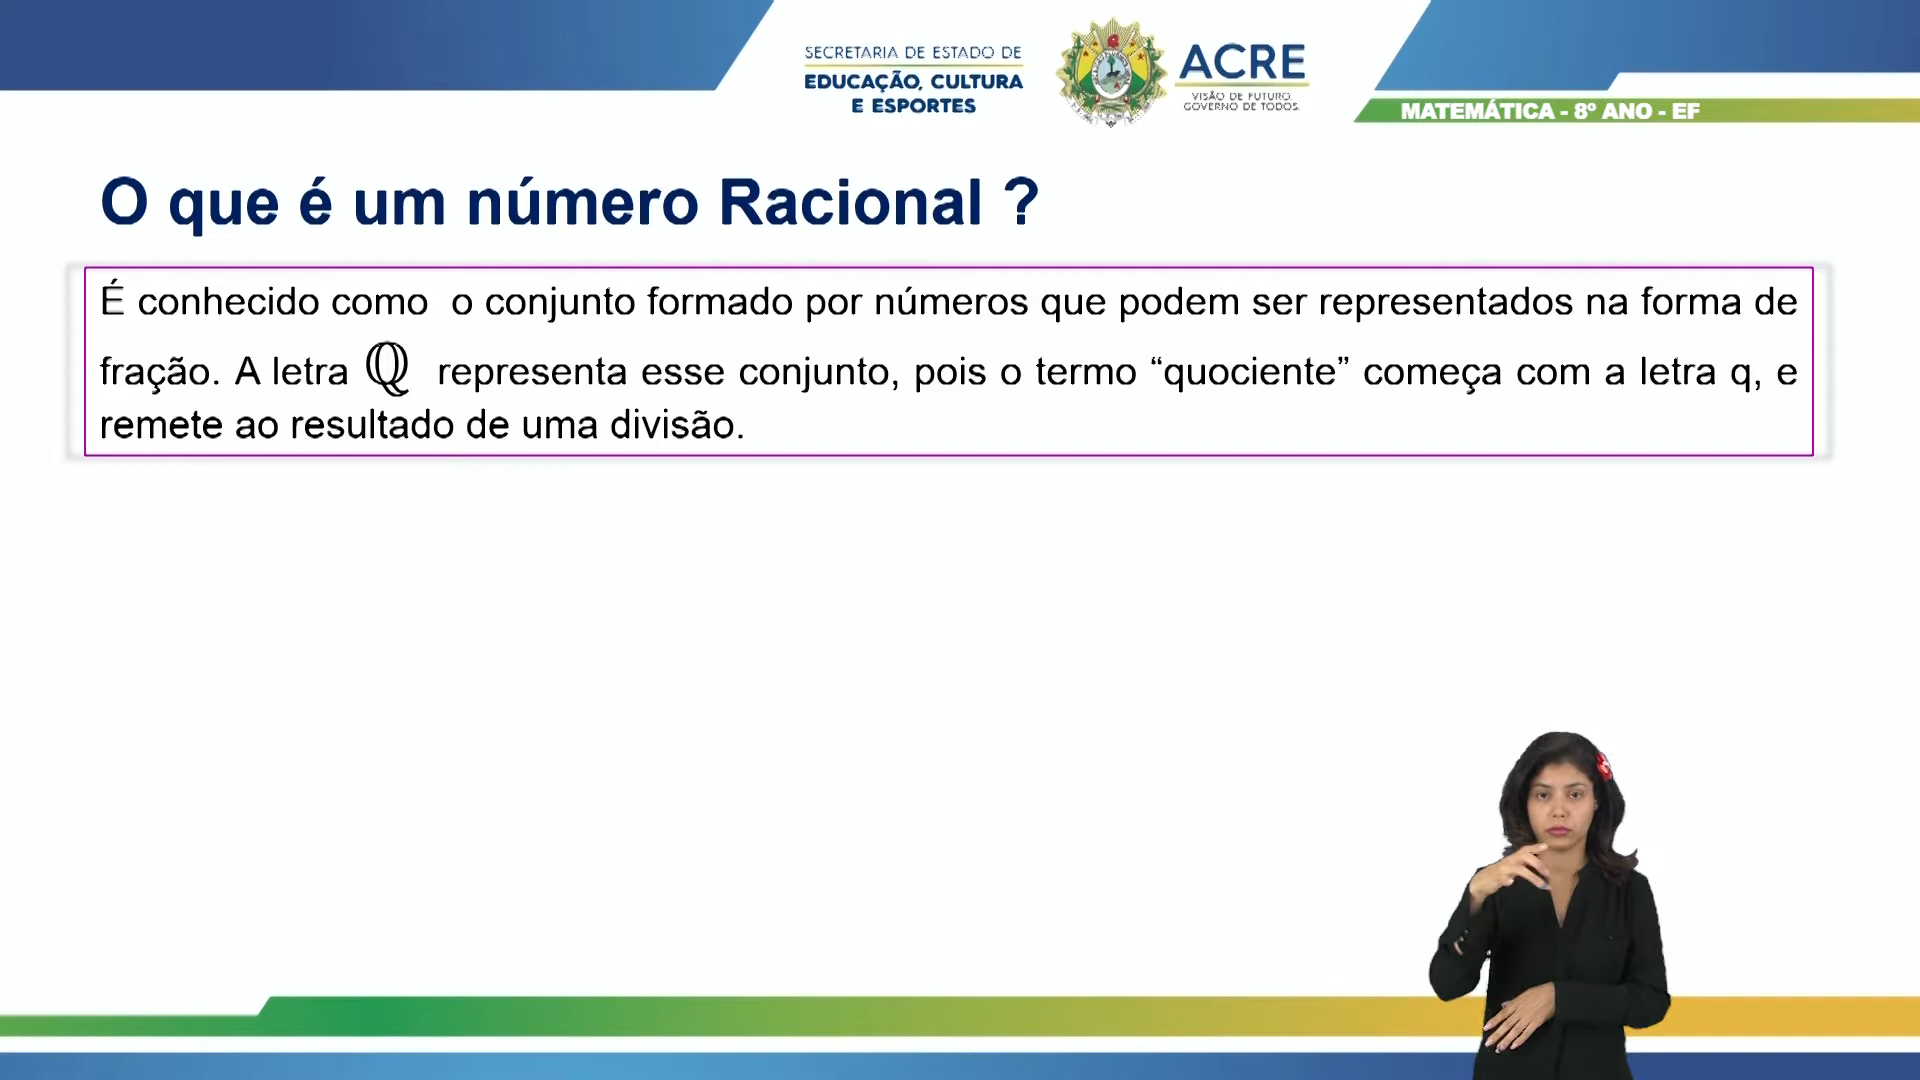 SECRETARIA DE ESTADO DE
EDUCAÇÃO, CULTURA
E ESPORTES
ACRE
VISÃO DE FUTURO.
GOVERNO DE TODOS.
MATEMÁTICA - 8º ANO - EF
O que é um número Racional ?
É conhecido como o conjunto formado por números que podem ser representados na forma de
fração. A letra ℚ representa esse conjunto, pois o termo “quociente” começa com a letra q, e
remete ao resultado de uma divisão.